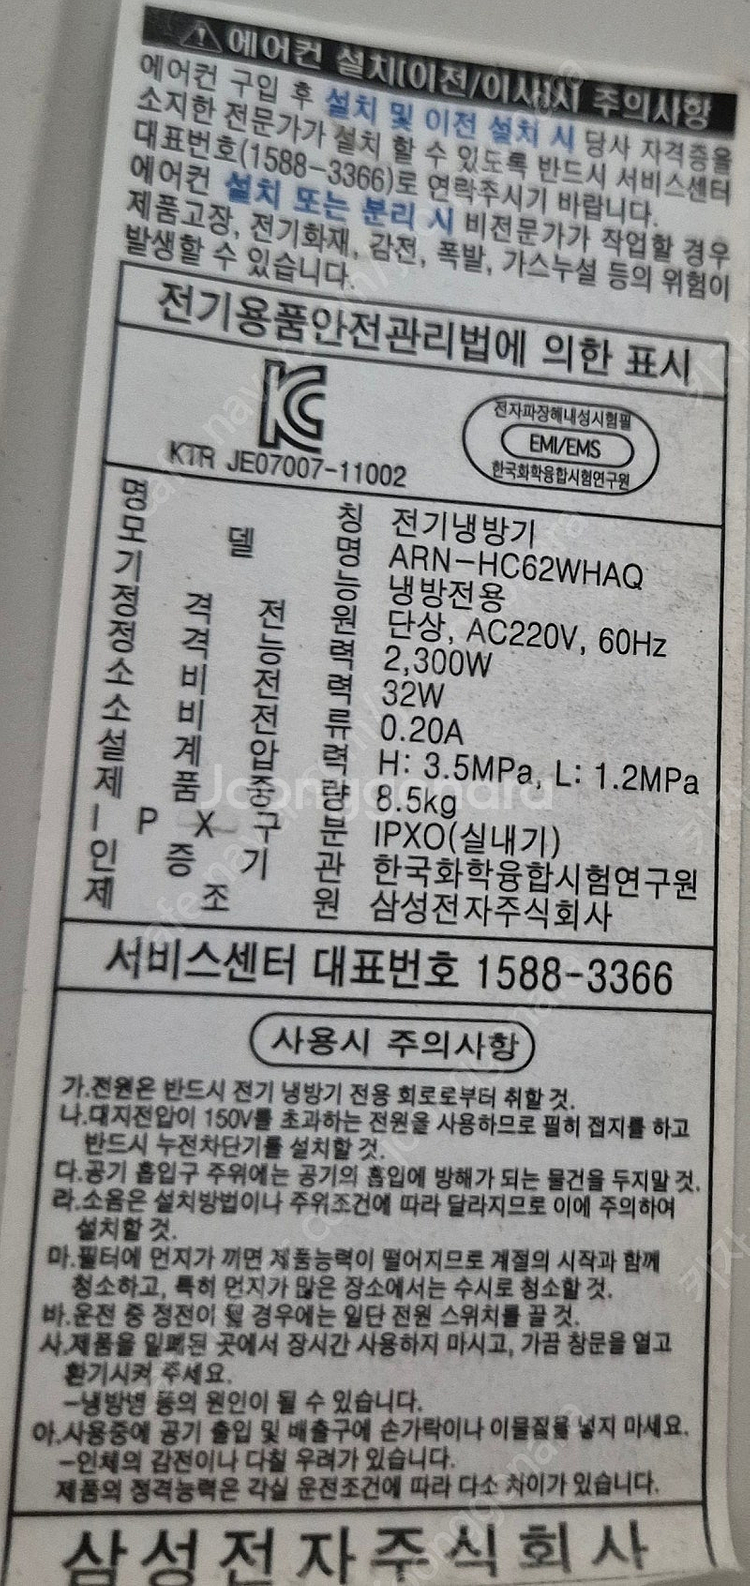 ⚠ 에어컨 설치(이전/이사)시 주의사항
에어컨 구입 후 설치 및 이전 설치 시 당사 자격증을
소지한 전문가가 설치 할 수 있도록 반드시 서비스센터
대표번호(1588-3366)로 연락주시기 바랍니다.
에어컨 설치 또는 분리 시 비전문가가 작업할 경우
제품고장, 전기화재, 감전, 폭발, 가스누설 등의 위험이
발생할 수 있습니다.
전기용품안전관리법에 의한 표시
KC
KTR JE07007-11002
전자파장해내성시험필
EMI/EMS
한국화학융합시험연구원
명 칭 전기냉방기
모 델 명 ARN-HC62WHAQ
기 능 냉방전용
정 격 전 원 단상, AC220V, 60Hz
정 격 능 력 2,300W
소 비 전 력 32W
소 비 전 류 0.20A
설 계 압 력 H: 3.5MPa, L: 1.2MPa
제 품 중 량 8.5kg
I P X 구 분 IPXO(실내기)
인 증 기 관 한국화학융합시험연구원
제 조 원 삼성전자주식회사
서비스센터 대표번호 1588-3366
사용시 주의사항
가.전원은 반드시 전기 냉방기 전용 회로로부터 취할 것.
나.대지전압이 150V를 초과하는 전원을 사용하므로 필히 접지를 하고
반드시 누전차단기를 설치할 것.
다.공기 흡입구 주위에는 공기의 흡입에 방해가 되는 물건을 두지말 것.
라.소음은 설치방법이나 주위조건에 따라 달라지므로 이에 주의하여
설치할 것.
마.필터에 먼지가 끼면 제품능력이 떨어지므로 계절의 시작과 함께
청소하고, 특히 먼지가 많은 장소에서는 수시로 청소할 것.
바.운전 중 정전이 될 경우에는 일단 전원 스위치를 끌 것.
사.제품을 밀폐된 곳에서 장시간 사용하지 마시고, 가끔 창문을 열고
환기시켜 주세요.
-냉방병 등의 원인이 될 수 있습니다.
아.사용중에 공기 출입 및 배출구에 손가락이나 이물질을 넣지 마세요.
-인체의 감전이나 다칠 우려가 있습니다.
제품의 정격능력은 각실 운전조건에 따라 다소 차이가 있습니다.
삼성전자주식회사
Joonggonara